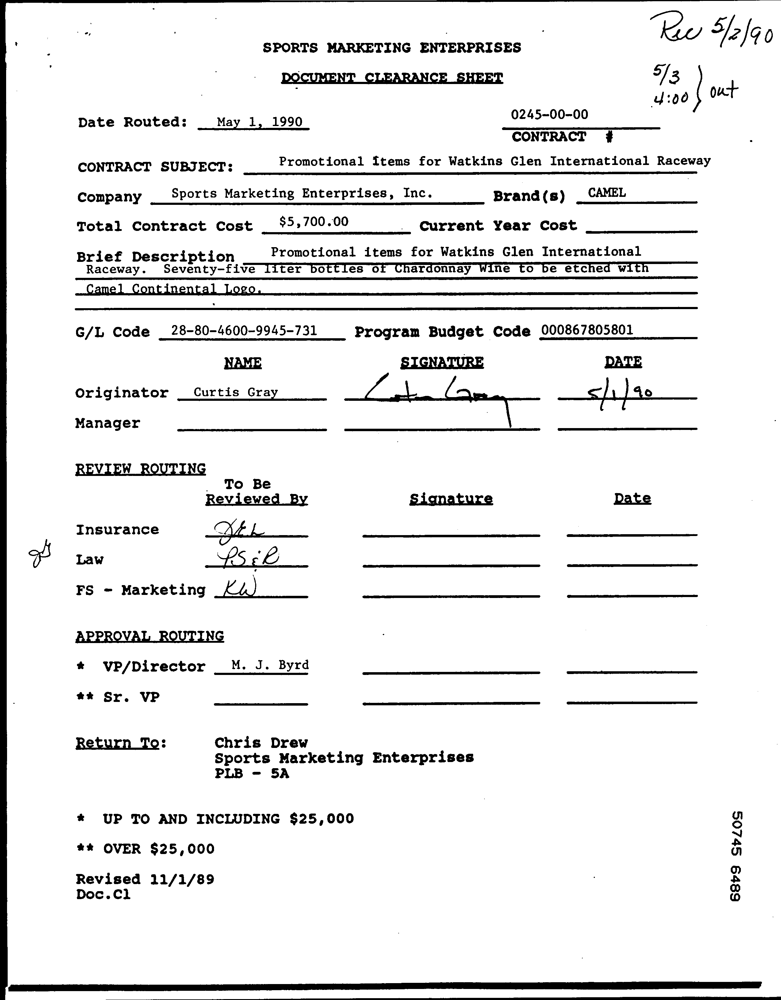 Rec 5/2/90
SPORTS MARKETING ENTERPRISES
DOCUMENT CLEARANCE SHEET
5/3
4:00 } out
Date Routed: May 1, 1990
0245-00-00
CONTRACT #
CONTRACT SUBJECT: Promotional Items for Watkins Glen International Raceway
Company Sports Marketing Enterprises, Inc. Brand(s) CAMEL
Total Contract Cost $5,700.00 Current Year Cost
Brief Description Promotional items for Watkins Glen International
Raceway. Seventy-five liter bottles of Chardonnay Wine to be etched with
Camel Continental Logo.
G/L Code 28-80-4600-9945-731 Program Budget Code 000867805801
NAME SIGNATURE DATE
Originator Curtis Gray 5/1/90
Manager
REVIEW ROUTING
To Be
Reviewed By Signature Date
Insurance
Law
FS - Marketing KW
APPROVAL ROUTING
* VP/Director M. J. Byrd
** Sr. VP
Return To: Chris Drew
Sports Marketing Enterprises
PLB - 5A
* UP TO AND INCLUDING $25,000
** OVER $25,000
Revised 11/1/89
Doc.Cl
50745 6489